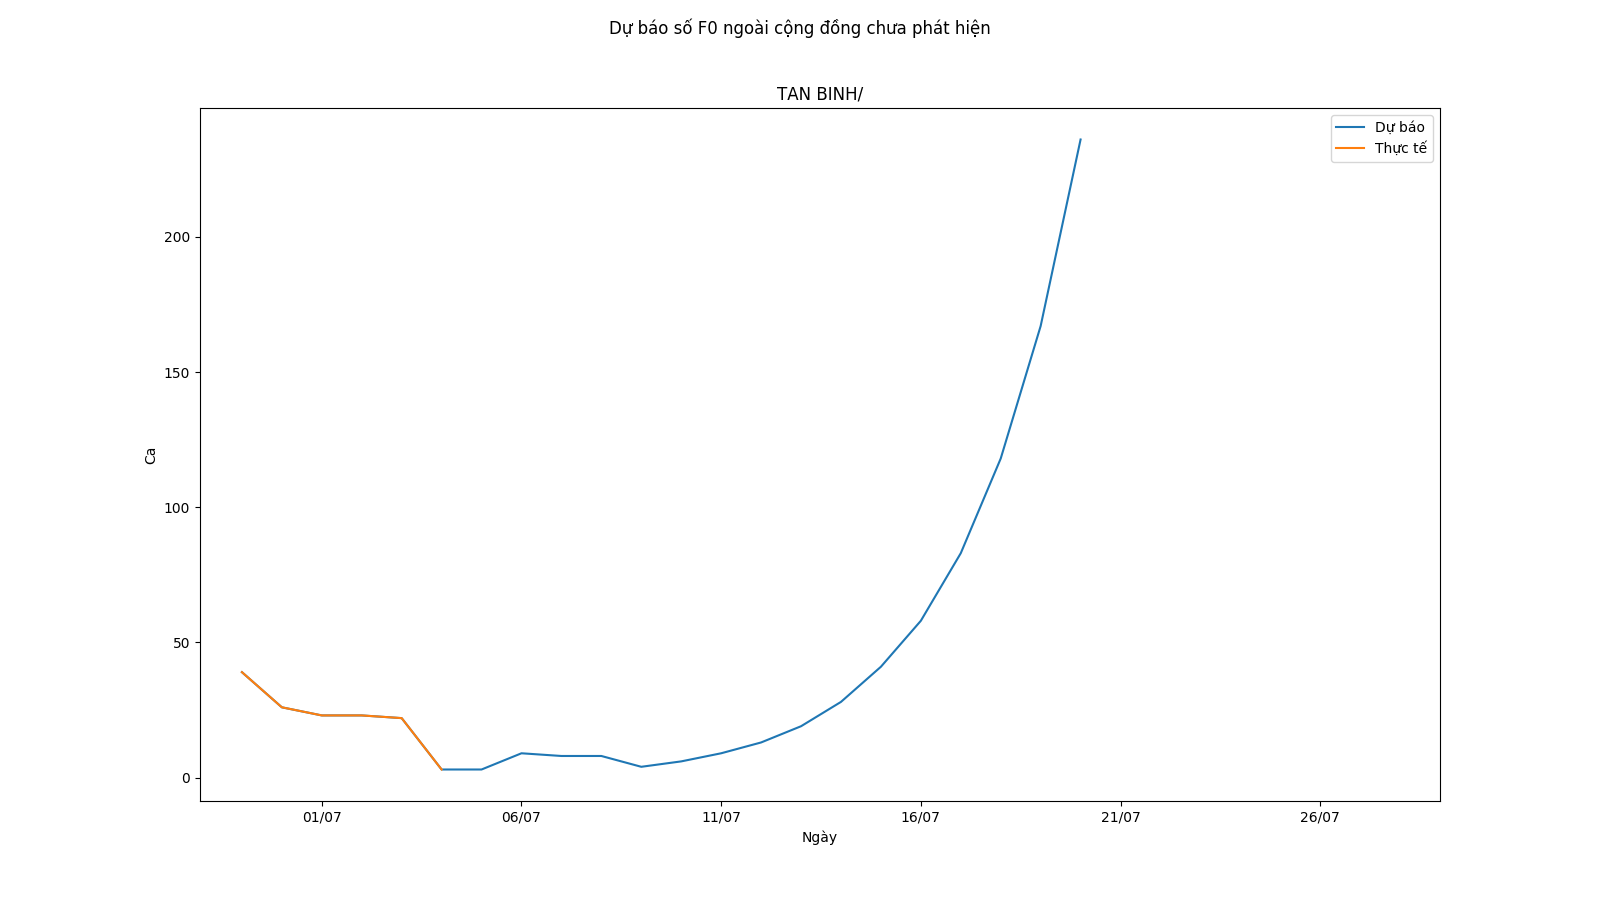 Dự báo số F0 ngoài cộng đồng chưa phát hiện
TAN BINH/
Dự báo
Thực tế
200
150
100
50
0
Ca
01/07 06/07 11/07 16/07 21/07 26/07
Ngày